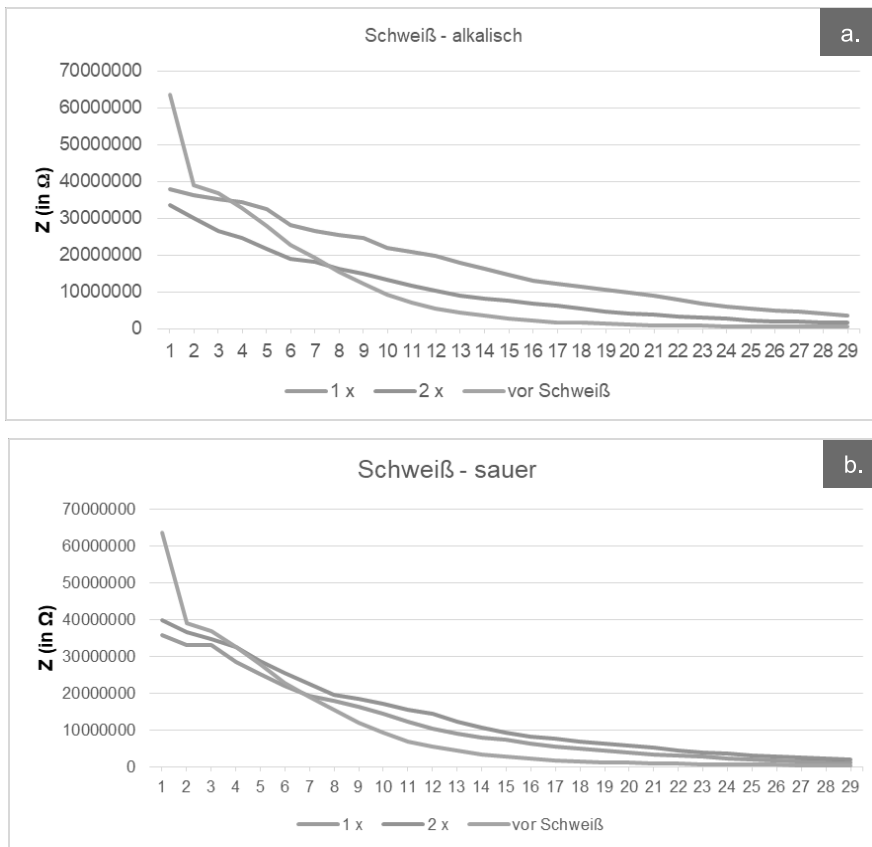 Schweiß - alkalisch
a.
Z (in Ω)
70000000
60000000
50000000
40000000
30000000
20000000
10000000
0
1 2 3 4 5 6 7 8 9 10 11 12 13 14 15 16 17 18 19 20 21 22 23 24 25 26 27 28 29
1 x 2 x vor Schweiß
Schweiß - sauer
b.
Z (in Ω)
70000000
60000000
50000000
40000000
30000000
20000000
10000000
0
1 2 3 4 5 6 7 8 9 10 11 12 13 14 15 16 17 18 19 20 21 22 23 24 25 26 27 28 29
1 x 2 x vor Schweiß